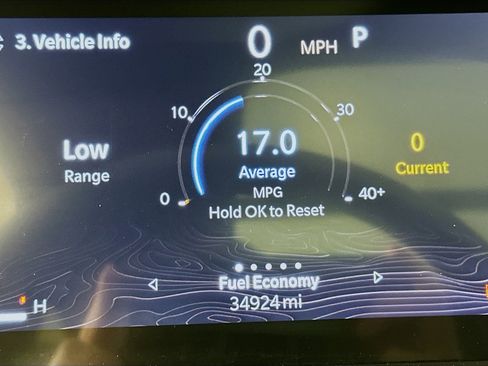 3. Vehicle Info
0 MPH P
20
10
30
Low
Range
17.0
Average
MPG
0
Current
0
40+
Hold OK to Reset
Fuel Economy
34924 mi
H